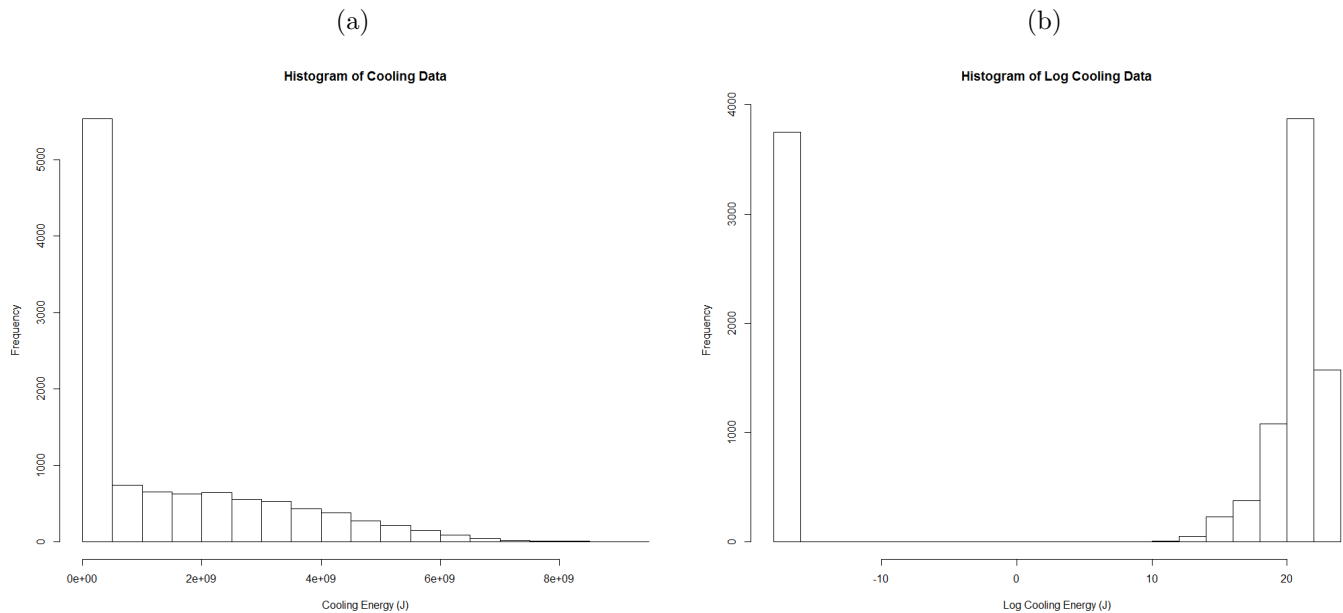 (a)
Histogram of Cooling Data
5000
4000
3000
2000
1000
0
Frequency
0e+00 2e+09 4e+09 6e+09 8e+09
Cooling Energy (J)
(b)
Histogram of Log Cooling Data
4000
3000
2000
1000
0
Frequency
-10 0 10 20
Log Cooling Energy (J)